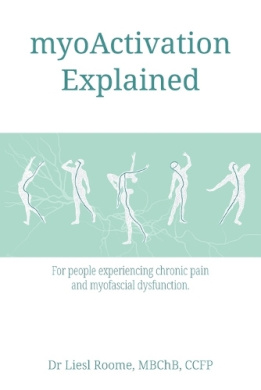 myoActivation
Explained
For people experiencing chronic pain
and myofascial dysfunction.
Dr Liesl Roome, MBChB, CCFP